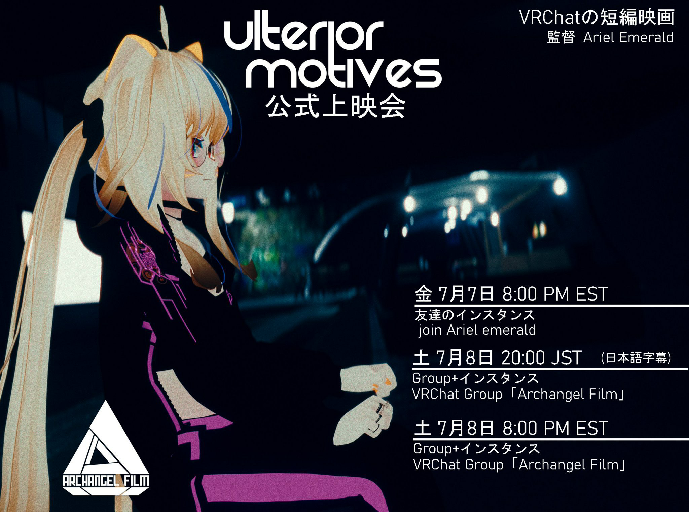 VRChatの短編映画
監督 Ariel Emerald
ulterior
motives
公式上映会
金 7月7日 8:00 PM EST
友達のインスタンス
join Ariel emerald
土 7月8日 20:00 JST (日本語字幕)
Group+インスタンス
VRChat Group「Archangel Film」
土 7月8日 8:00 PM EST
Group+インスタンス
VRChat Group「Archangel Film」
ARCHANGEL FILM